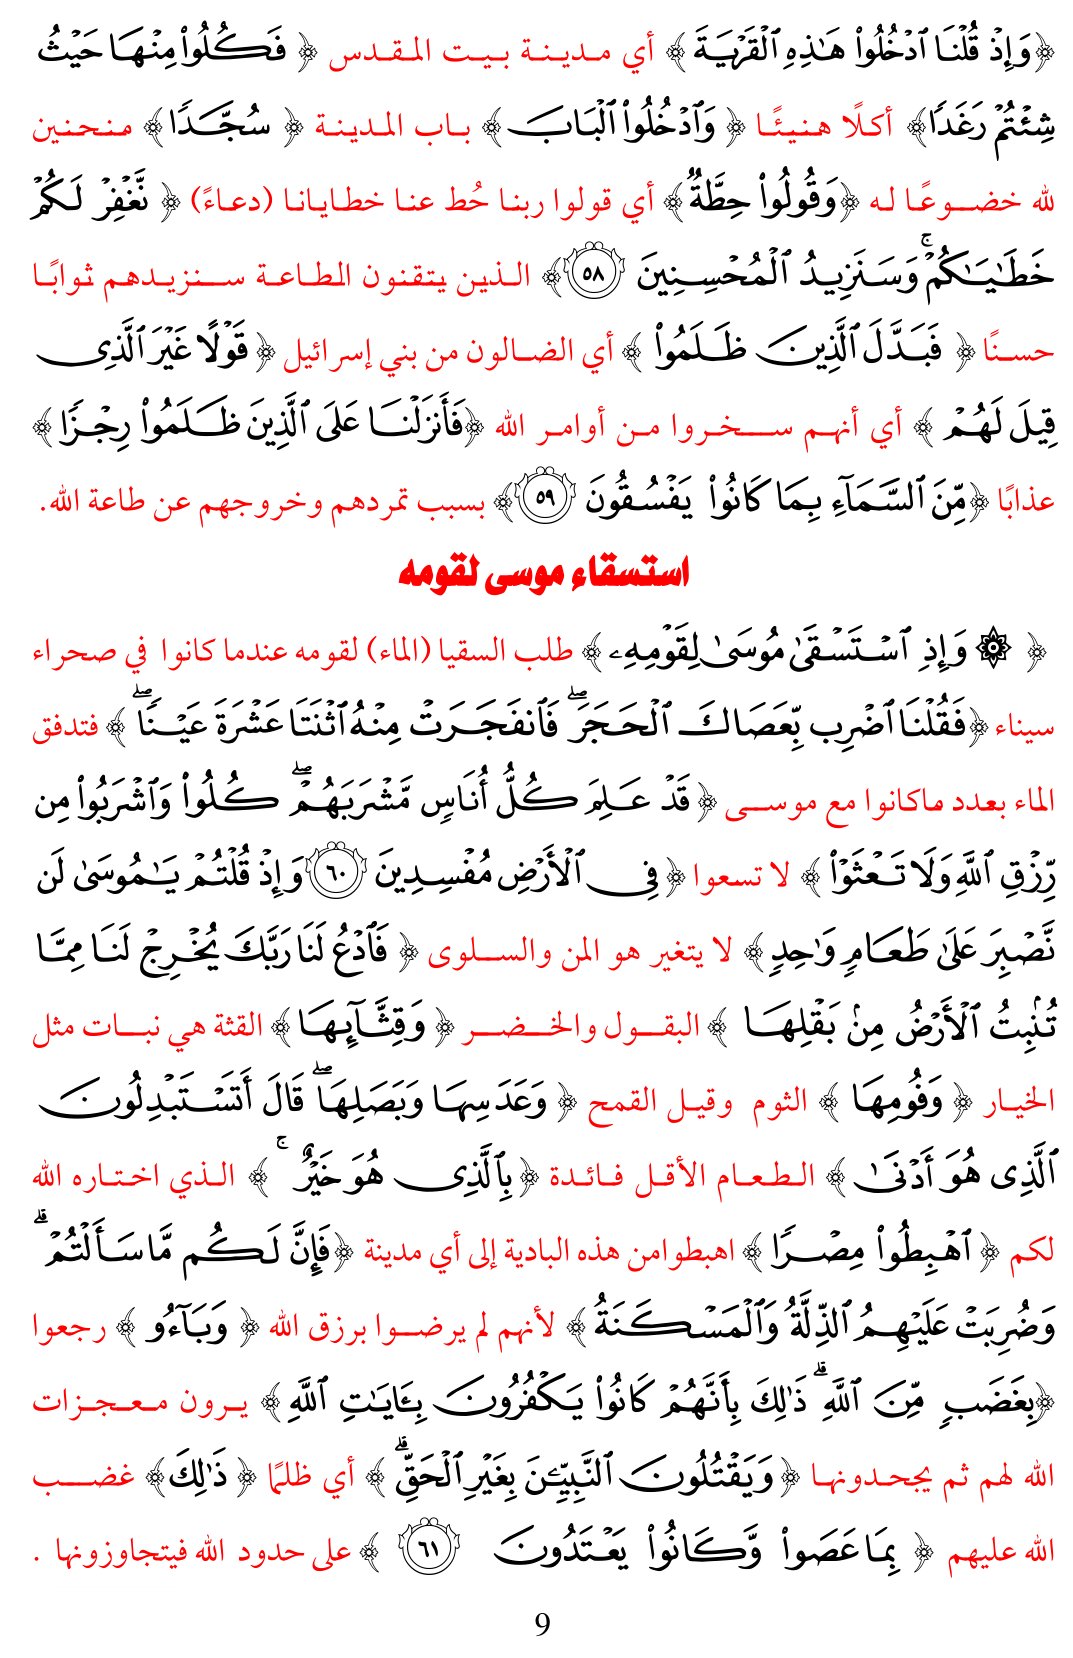 ﴿وَإِذْ قُلْنَا ٱدْخُلُوا۟ هَٰذِهِ ٱلْقَرْيَةَ﴾ أي مدينة بيت المقدس ﴿فَكُلُوا۟ مِنْهَا حَيْثُ
شِئْتُمْ رَغَدًا﴾ أكلًا هنيئًا ﴿وَٱدْخُلُوا۟ ٱلْبَابَ﴾ باب المدينة ﴿سُجَّدًا﴾ منحنين
لله خضوعًا له ﴿وَقُولُوا۟ حِطَّةٌ﴾ أي قولوا ربنا حُط عنا خطايانا (دعاءً) ﴿نَّغْفِرْ لَكُمْ
خَطَٰيَٰكُمْ ۚ وَسَنَزِيدُ ٱلْمُحْسِنِينَ ٥٨﴾ الذين يتقنون الطاعة سنزيدهم ثوابًا
حسنًا ﴿فَبَدَّلَ ٱلَّذِينَ ظَلَمُوا۟﴾ أي الضالون من بني إسرائيل ﴿قَوْلًا غَيْرَ ٱلَّذِى
قِيلَ لَهُمْ﴾ أي أنهم سخروا من أوامر الله ﴿فَأَنزَلْنَا عَلَى ٱلَّذِينَ ظَلَمُوا۟ رِجْزًا﴾
عذابًا ﴿مِّنَ ٱلسَّمَآءِ بِمَا كَانُوا۟ يَفْسُقُونَ ٥٩﴾ بسبب تمردهم وخروجهم عن طاعة الله.
استسقاء موسى لقومه
﴿۞ وَإِذِ ٱسْتَسْقَىٰ مُوسَىٰ لِقَوْمِهِۦ﴾ طلب السقيا (الماء) لقومه عندما كانوا في صحراء
سيناء ﴿فَقُلْنَا ٱضْرِب بِّعَصَاكَ ٱلْحَجَرَ ۖ فَٱنفَجَرَتْ مِنْهُ ٱثْنَتَا عَشْرَةَ عَيْنًا ۖ﴾ فتدفق
الماء بعدد ماكانوا مع موسى ﴿قَدْ عَلِمَ كُلُّ أُنَاسٍ مَّشْرَبَهُمْ ۖ كُلُوا۟ وَٱشْرَبُوا۟ مِن
رِّزْقِ ٱللَّهِ وَلَا تَعْثَوْا۟﴾ لا تسعوا ﴿فِى ٱلْأَرْضِ مُفْسِدِينَ ٦٠ وَإِذْ قُلْتُمْ يَٰمُوسَىٰ لَن
نَّصْبِرَ عَلَىٰ طَعَامٍ وَٰحِدٍ﴾ لا يتغير هو المن والسلوى ﴿فَٱدْعُ لَنَا رَبَّكَ يُخْرِجْ لَنَا مِمَّا
تُنۢبِتُ ٱلْأَرْضُ مِنۢ بَقْلِهَا﴾ البقول والخضر ﴿وَقِثَّآئِهَا﴾ القثة هي نبات مثل
الخيار ﴿وَفُومِهَا﴾ الثوم وقيل القمح ﴿وَعَدَسِهَا وَبَصَلِهَا ۖ قَالَ أَتَسْتَبْدِلُونَ
ٱلَّذِى هُوَ أَدْنَىٰ﴾ الطعام الأقل فائدة ﴿بِٱلَّذِى هُوَ خَيْرٌ ۚ﴾ الذي اختاره الله
لكم ﴿ٱهْبِطُوا۟ مِصْرًا﴾ اهبطوامن هذه البادية إلى أي مدينة ﴿فَإِنَّ لَكُم مَّا سَأَلْتُمْ ۗ
وَضُرِبَتْ عَلَيْهِمُ ٱلذِّلَّةُ وَٱلْمَسْكَنَةُ﴾ لأنهم لم يرضوا برزق الله ﴿وَبَآءُو﴾ رجعوا
﴿بِغَضَبٍ مِّنَ ٱللَّهِ ۗ ذَٰلِكَ بِأَنَّهُمْ كَانُوا۟ يَكْفُرُونَ بِـَٔايَٰتِ ٱللَّهِ﴾ يرون معجزات
الله لهم ثم يجحدونها ﴿وَيَقْتُلُونَ ٱلنَّبِيِّـۧنَ بِغَيْرِ ٱلْحَقِّ ۗ﴾ أي ظلمًا ﴿ذَٰلِكَ﴾ غضب
الله عليهم ﴿بِمَا عَصَوا۟ وَّكَانُوا۟ يَعْتَدُونَ ٦١﴾ على حدود الله فيتجاوزونها .
9